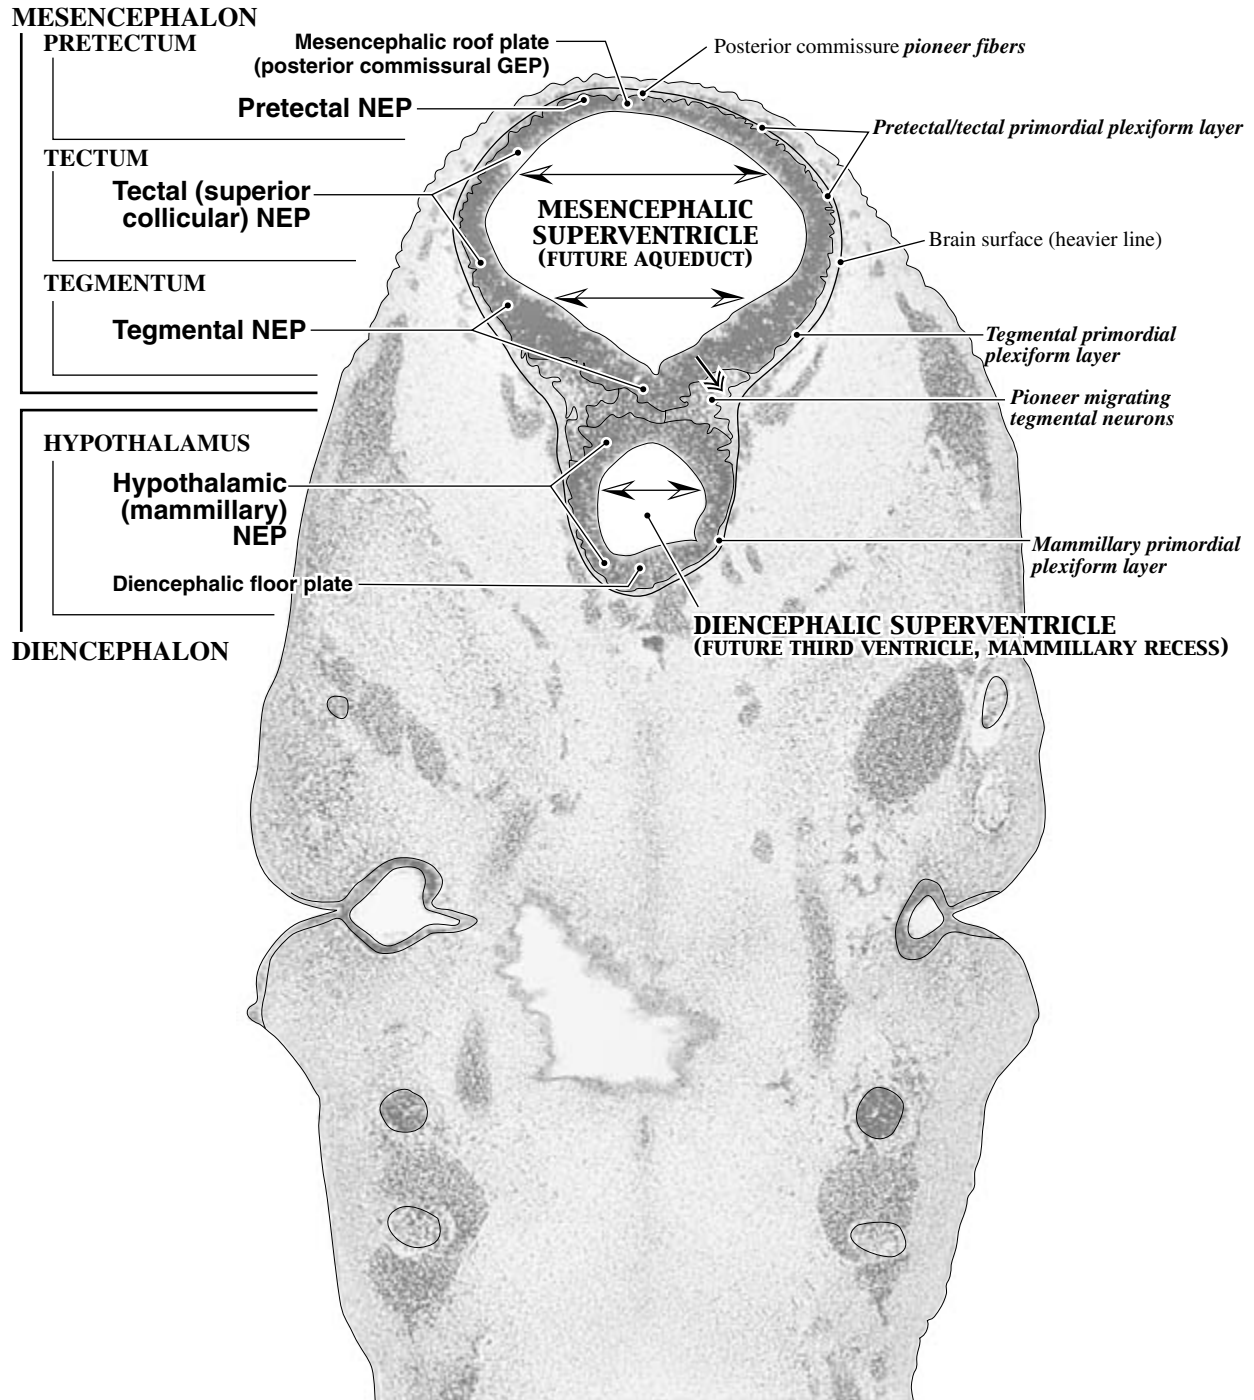 MESENCEPHALON
PRETECTUM
Mesencephalic roof plate
(posterior commissural GEP)
Pretectal NEP
TECTUM
Tectal (superior
collicular) NEP
TEGMENTUM
Tegmental NEP
HYPOTHALAMUS
Hypothalamic
(mammillary)
NEP
Diencephalic floor plate
DIENCEPHALON
MESENCEPHALIC
SUPERVENTRICLE
(FUTURE AQUEDUCT)
Posterior commissure pioneer fibers
Pretectal/tectal primordial plexiform layer
Brain surface (heavier line)
Tegmental primordial
plexiform layer
Pioneer migrating
tegmental neurons
Mammillary primordial
plexiform layer
DIENCEPHALIC SUPERVENTRICLE
(FUTURE THIRD VENTRICLE, MAMMILLARY RECESS)